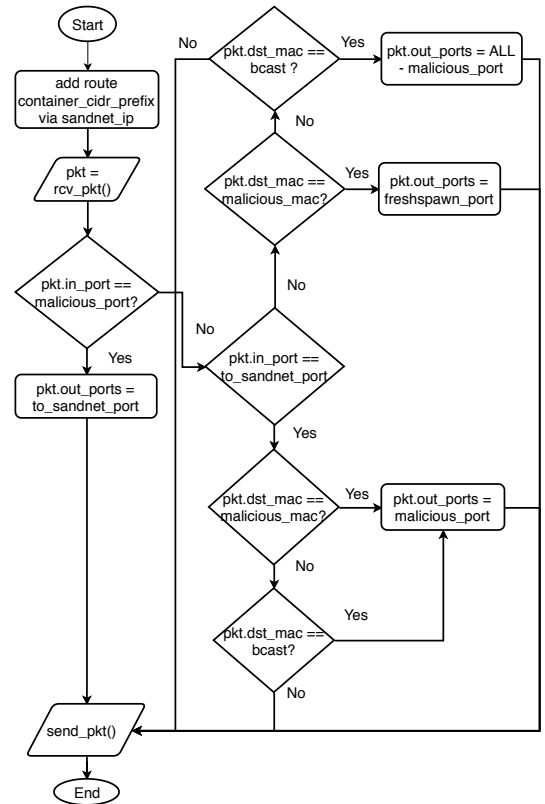 Start
add route
container_cidr_prefix
via sandnet_ip
pkt =
rcv_pkt()
pkt.in_port ==
malicious_port?
Yes
No
pkt.out_ports =
to_sandnet_port
pkt.in_port ==
to_sandnet_port
No
pkt.dst_mac ==
malicious_mac?
Yes
pkt.out_ports =
freshspawn_port
No
pkt.dst_mac ==
bcast ?
No
Yes
pkt.out_ports = ALL
- malicious_port
Yes
pkt.dst_mac ==
malicious_mac?
Yes
pkt.out_ports =
malicious_port
No
pkt.dst_mac ==
bcast?
Yes
No
send_pkt()
End